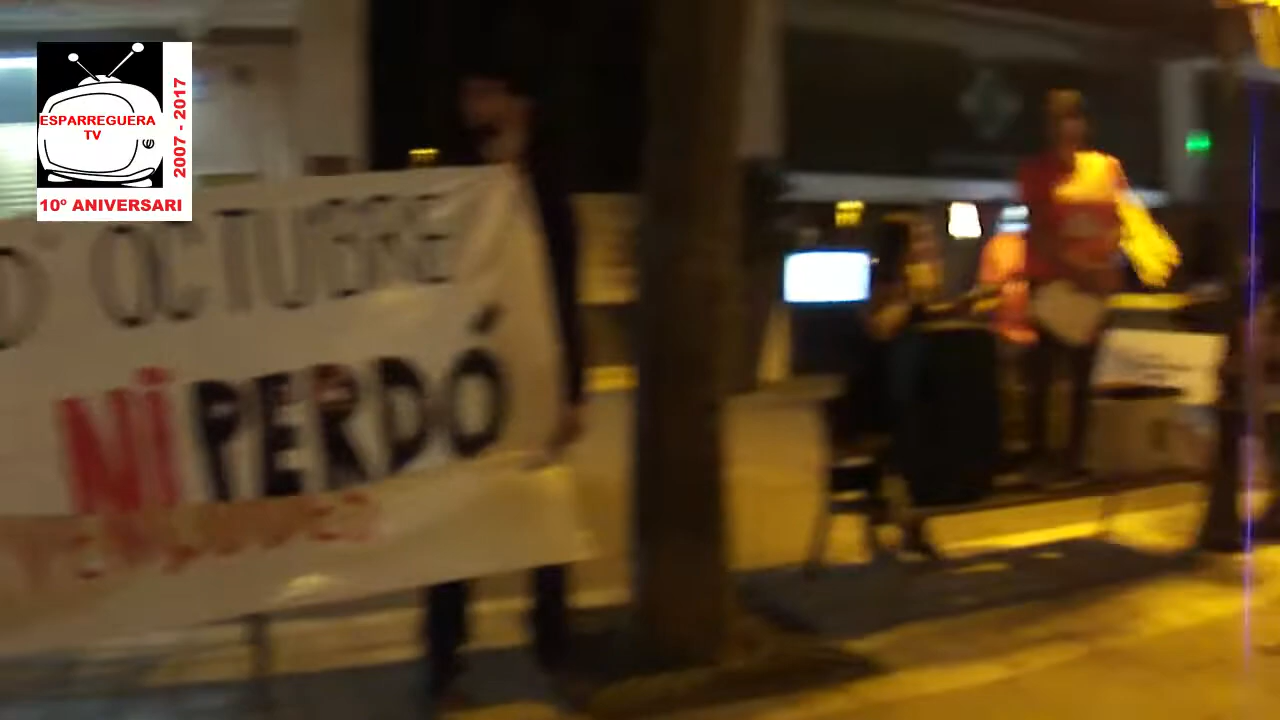 ESPARREGUERA
TV
2007 - 2017
10º ANIVERSARI
D' OCTUBRE
NI PERDÓ